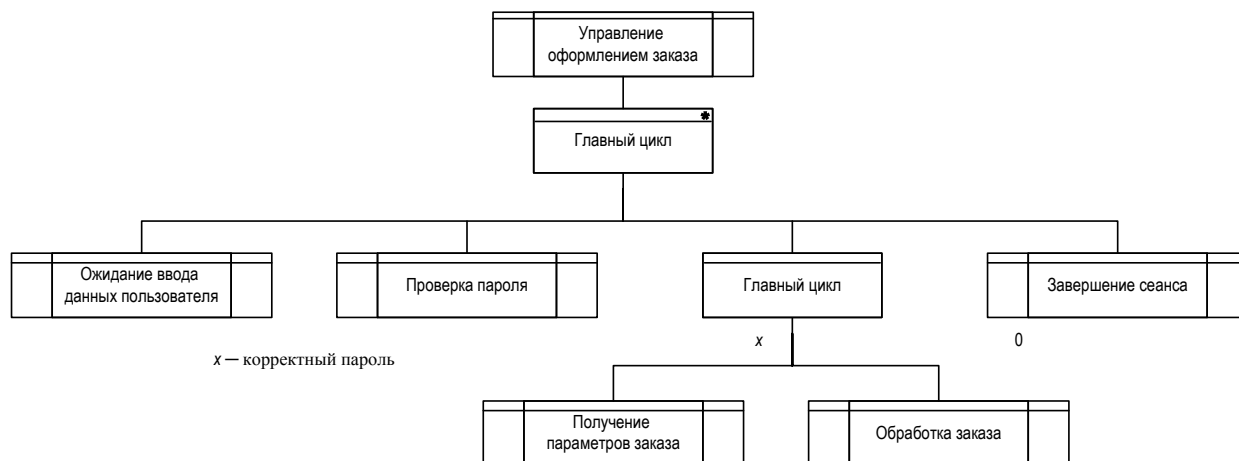 Управление
оформлением заказа
*
Главный цикл
Ожидание ввода
данных пользователя
Проверка пароля
Главный цикл
Завершение сеанса
x
0
x — корректный пароль
Получение
параметров заказа
Обработка заказа